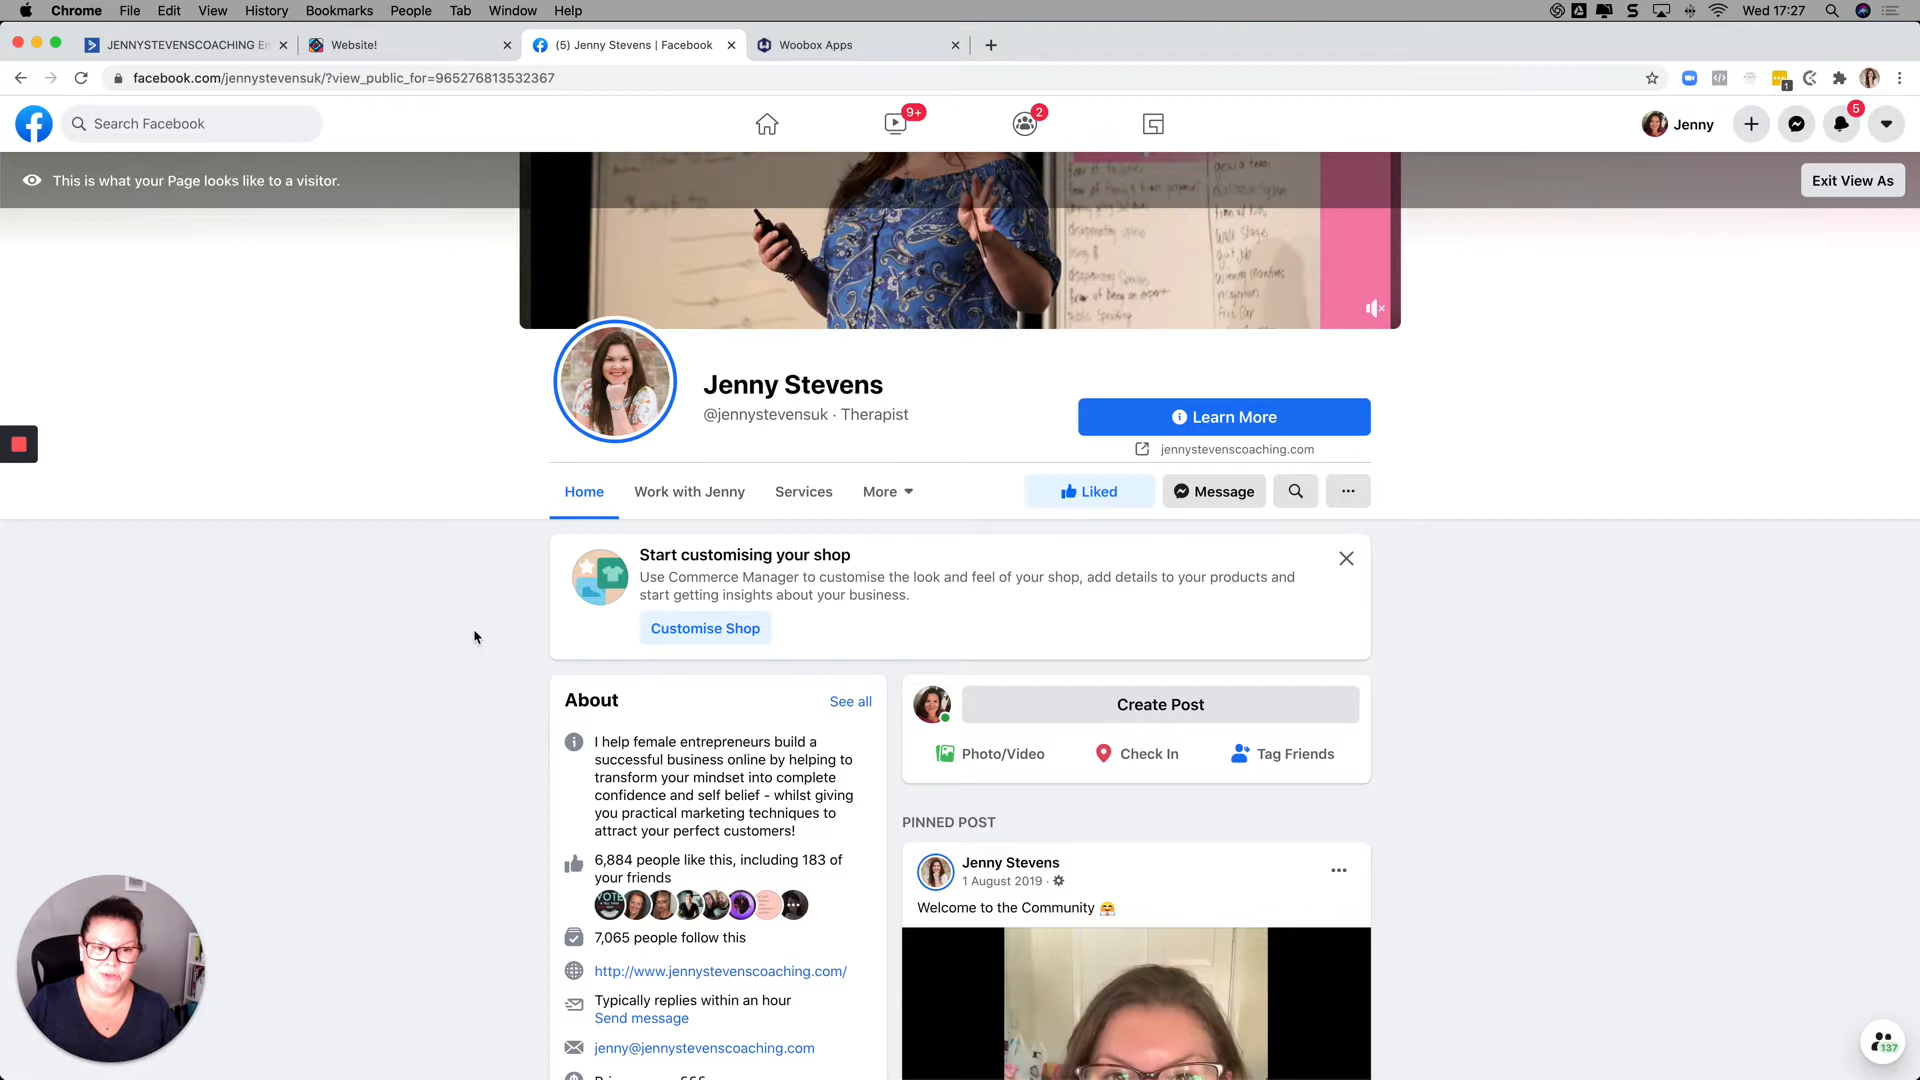 Chrome File Edit View History Bookmarks People Tab Window Help Wed 17:27
JENNYSTEVENSCOACHING Website! (5) Jenny Stevens | Facebook Woobox Apps
facebook.com/jennystevensuk/?view_public_for=965276813532367
1
Search Facebook
9+ 2 Jenny 5
This is what your Page looks like to a visitor. Exit View As
Jenny Stevens
@jennystevensuk · Therapist
Learn More
jennystevenscoaching.com
Home Work with Jenny Services More Liked Message
Start customising your shop
Use Commerce Manager to customise the look and feel of your shop, add details to your products and
start getting insights about your business.
Customise Shop
About See all
I help female entrepreneurs build a
successful business online by helping to
transform your mindset into complete
confidence and self belief - whilst giving
you practical marketing techniques to
attract your perfect customers!
6,884 people like this, including 183 of
your friends
7,065 people follow this
http://www.jennystevenscoaching.com/
Typically replies within an hour
Send message
jenny@jennystevenscoaching.com
Create Post
Photo/Video Check In Tag Friends
PINNED POST
Jenny Stevens
1 August 2019 ·
Welcome to the Community 🤗
137